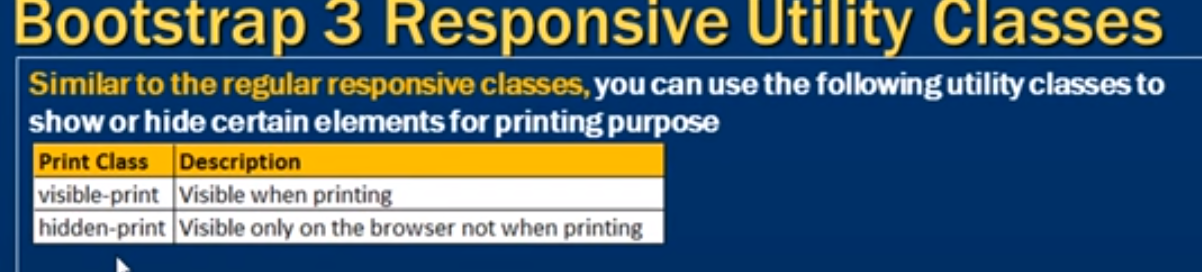 Bootstrap 3 Responsive Utility Classes
Similar to the regular responsive classes, you can use the following utility classes to
show or hide certain elements for printing purpose
Print Class Description
visible-print Visible when printing
hidden-print Visible only on the browser not when printing